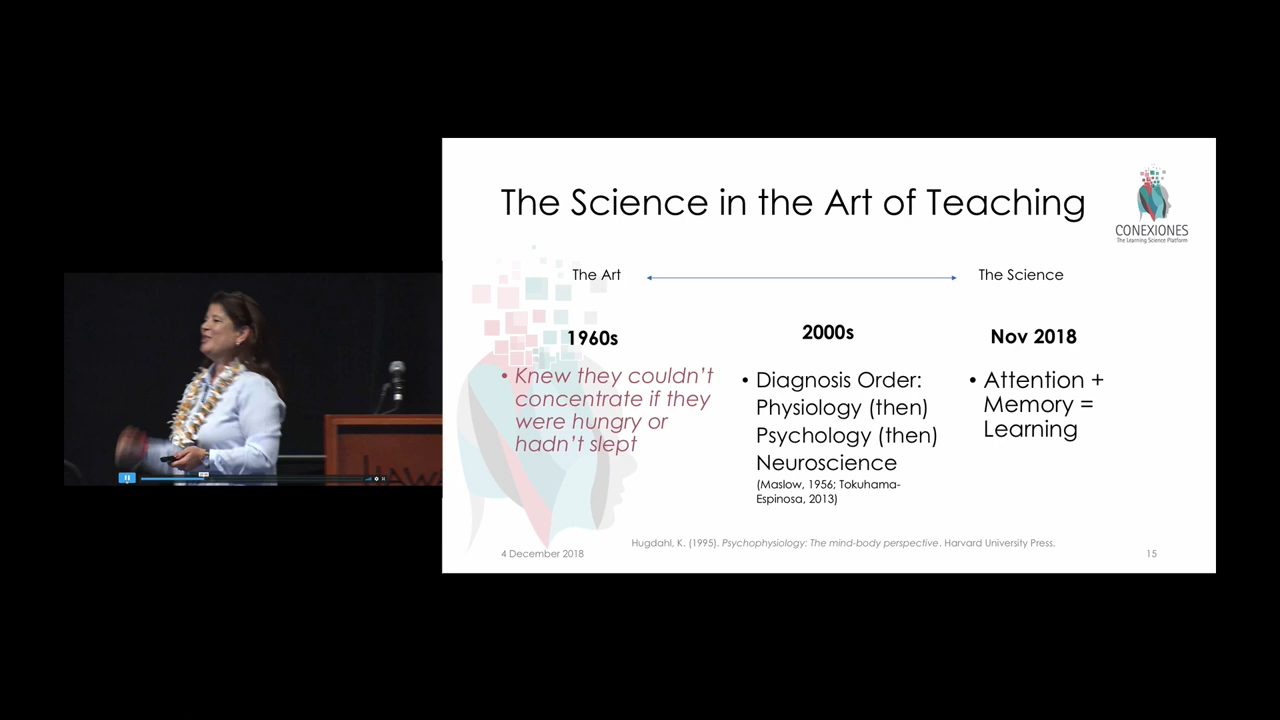 The Science in the Art of Teaching
CONEXIONES
The Learning Science Platform
The Art
The Science
1960s
• Knew they couldn't
concentrate if they
were hungry or
hadn't slept
2000s
• Diagnosis Order:
Physiology (then)
Psychology (then)
Neuroscience
(Maslow, 1956; Tokuhama-
Espinosa, 2013)
Nov 2018
• Attention +
Memory =
Learning
Hugdahl, K. (1995). Psychophysiology: The mind-body perspective. Harvard University Press.
4 December 2018
15